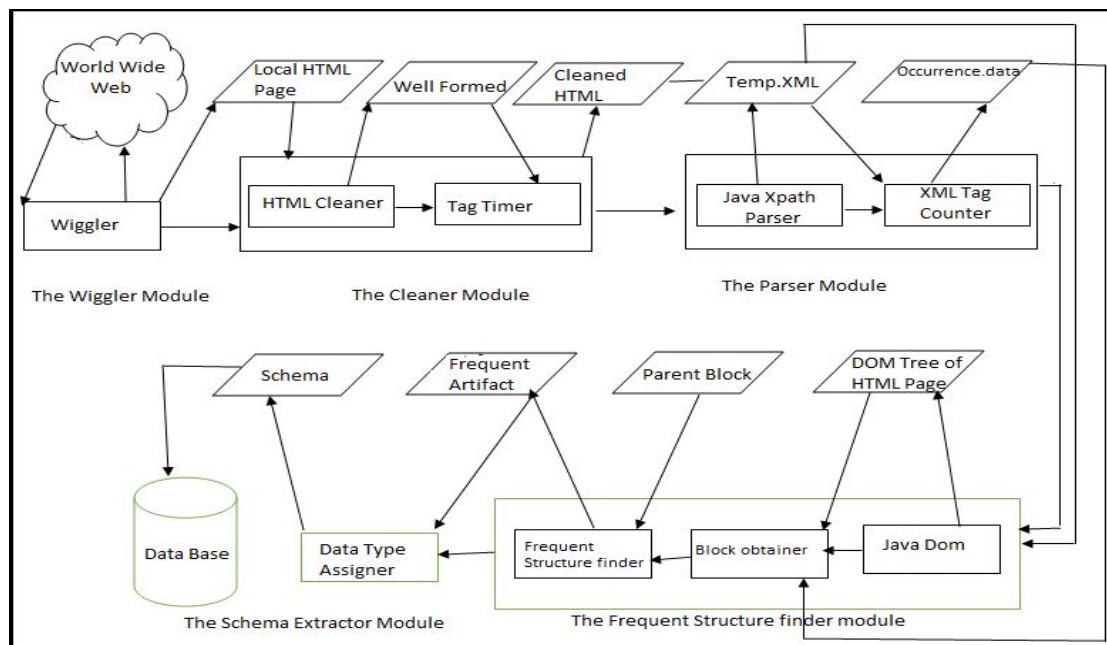 World Wide
Web
Local HTML
Page
Well Formed
Cleaned
HTML
Temp.XML
Occurrence.data
Wiggler
HTML Cleaner
Tag Timer
Java Xpath
Parser
XML Tag
Counter
The Wiggler Module
The Cleaner Module
The Parser Module
Schema
Frequent
Artifact
Parent Block
DOM Tree of
HTML Page
Data Base
Data Type
Assigner
Frequent
Structure finder
Block obtainer
Java Dom
The Schema Extractor Module
The Frequent Structure finder module